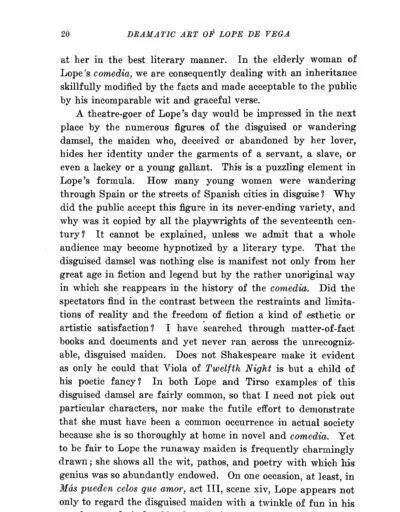 20 DRAMATIC ART OF LOPE DE VEGA
at her in the best literary manner. In the elderly woman of
Lope's comedia, we are consequently dealing with an inheritance
skillfully modified by the facts and made acceptable to the public
by his incomparable wit and graceful verse.
A theatre-goer of Lope's day would be impressed in the next
place by the numerous figures of the disguised or wandering
damsel, the maiden who, deceived or abandoned by her lover,
hides her identity under the garments of a servant, a slave, or
even a lackey or a young gallant. This is a puzzling element in
Lope's formula. How many young women were wandering
through Spain or the streets of Spanish cities in disguise? Why
did the public accept this figure in its never-ending variety, and
why was it copied by all the playwrights of the seventeenth cen-
tury? It cannot be explained, unless we admit that a whole
audience may become hypnotized by a literary type. That the
disguised damsel was nothing else is manifest not only from her
great age in fiction and legend but by the rather unoriginal way
in which she reappears in the history of the comedia. Did the
spectators find in the contrast between the restraints and limita-
tions of reality and the freedom of fiction a kind of esthetic or
artistic satisfaction? I have searched through matter-of-fact
books and documents and yet never ran across the unrecogniz-
able, disguised maiden. Does not Shakespeare make it evident
as only he could that Viola of Twelfth Night is but a child of
his poetic fancy? In both Lope and Tirso examples of this
disguised damsel are fairly common, so that I need not pick out
particular characters, nor make the futile effort to demonstrate
that she must have been a common occurrence in actual society
because she is so thoroughly at home in novel and comedia. Yet
to be fair to Lope the runaway maiden is frequently charmingly
drawn; she shows all the wit, pathos, and poetry with which his
genius was so abundantly endowed. On one occasion, at least, in
Más pueden celos que amor, act III, scene xiv, Lope appears not
only to regard the disguised maiden with a twinkle of fun in his